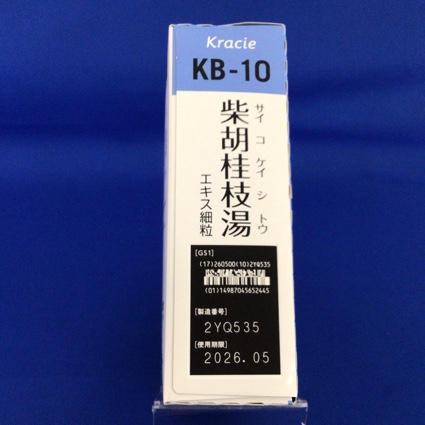 Kracie
KB-10
柴胡桂枝湯
サイ コ ケイ シ トウ
エキス細粒
[GS1]
(17)260500(10)2YQ535
(01)14987045652445
[製造番号]
2YQ535
[使用期限]
2026.05